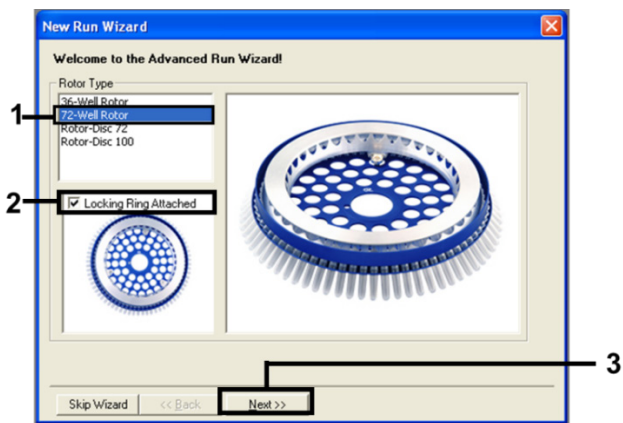 New Run Wizard
Welcome to the Advanced Run Wizard!
Rotor Type
36-Well Rotor
1
72-Well Rotor
Rotor-Disc 72
Rotor-Disc 100
2
Locking Ring Attached
3
Skip Wizard
<< Back
Next >>